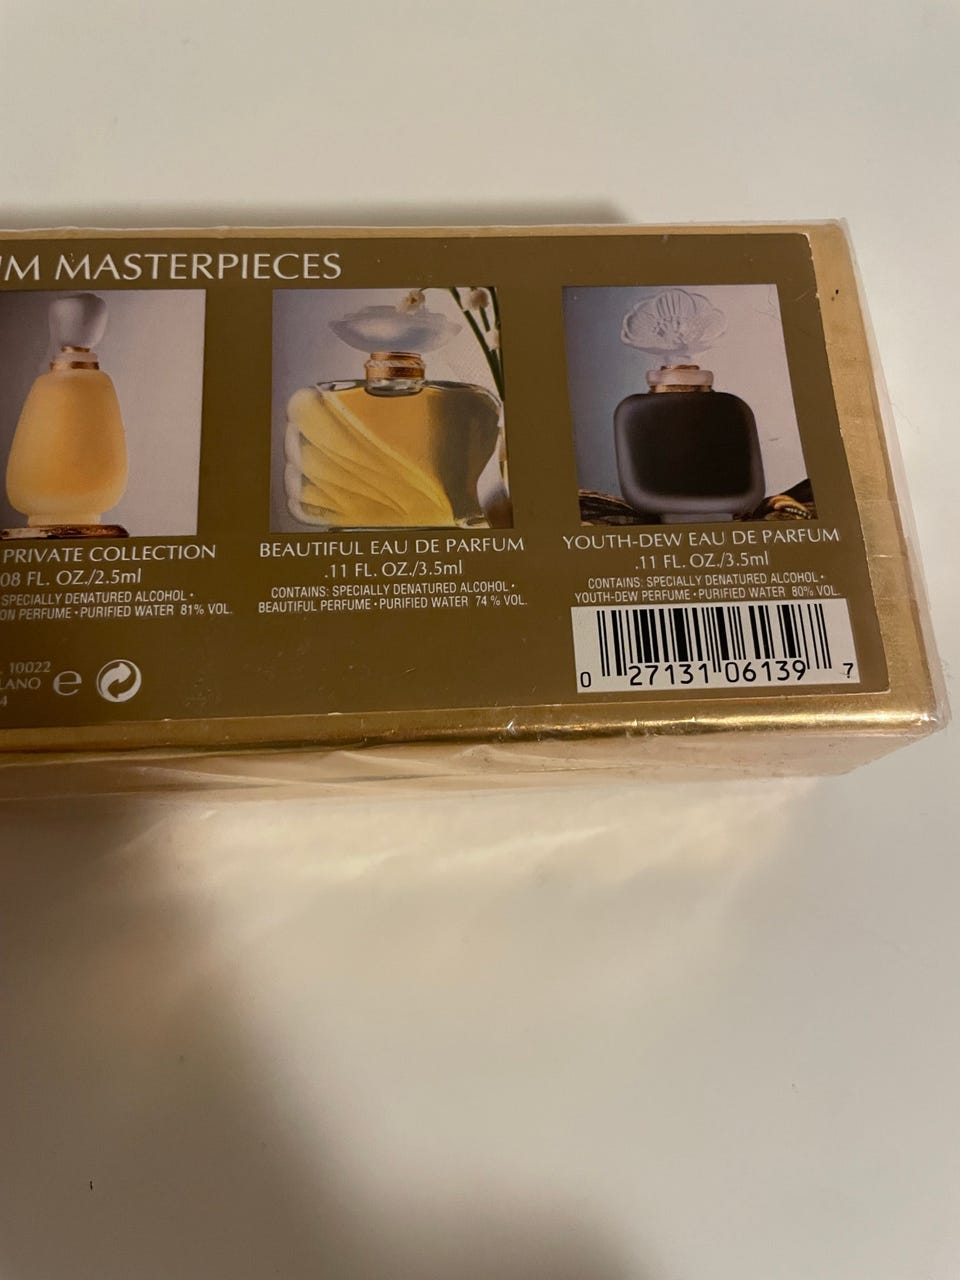 UM MASTERPIECES
PRIVATE COLLECTION
08 FL. OZ./2.5ml
SPECIALLY DENATURED ALCOHOL •
ON PERFUME • PURIFIED WATER 81% VOL.
BEAUTIFUL EAU DE PARFUM
.11 FL. OZ./3.5ml
CONTAINS: SPECIALLY DENATURED ALCOHOL •
BEAUTIFUL PERFUME • PURIFIED WATER 74 % VOL.
YOUTH-DEW EAU DE PARFUM
.11 FL. OZ./3.5ml
CONTAINS: SPECIALLY DENATURED ALCOHOL •
YOUTH-DEW PERFUME • PURIFIED WATER 80% VOL.
. 10022
LANO e
4
0 27131 06139 7